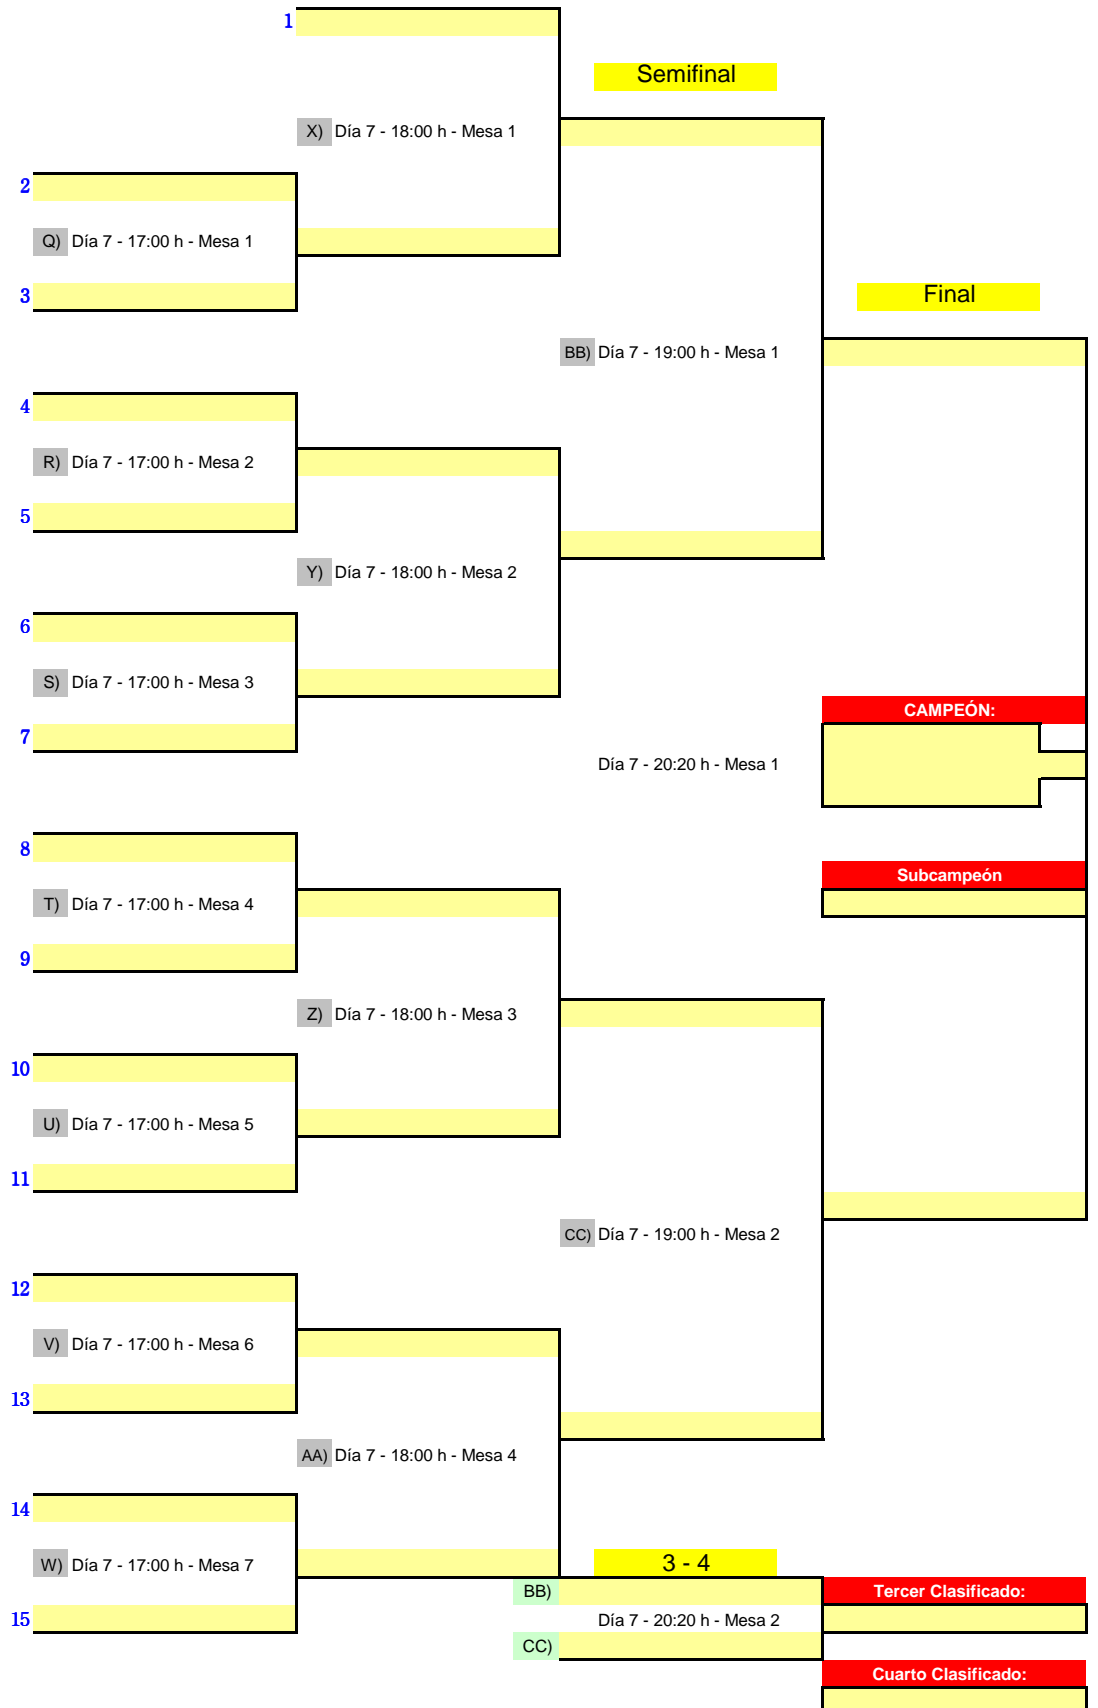 1
Semifinal
X) Día 7 - 18:00 h - Mesa 1
2
Q) Día 7 - 17:00 h - Mesa 1
3
Final
BB) Día 7 - 19:00 h - Mesa 1
4
R) Día 7 - 17:00 h - Mesa 2
5
Y) Día 7 - 18:00 h - Mesa 2
6
S) Día 7 - 17:00 h - Mesa 3
CAMPEÓN:
7
Día 7 - 20:20 h - Mesa 1
8
Subcampeón
T) Día 7 - 17:00 h - Mesa 4
9
Z) Día 7 - 18:00 h - Mesa 3
10
U) Día 7 - 17:00 h - Mesa 5
11
CC) Día 7 - 19:00 h - Mesa 2
12
V) Día 7 - 17:00 h - Mesa 6
13
AA) Día 7 - 18:00 h - Mesa 4
14
W) Día 7 - 17:00 h - Mesa 7
3 - 4
BB)
Tercer Clasificado:
15
Día 7 - 20:20 h - Mesa 2
CC)
Cuarto Clasificado: